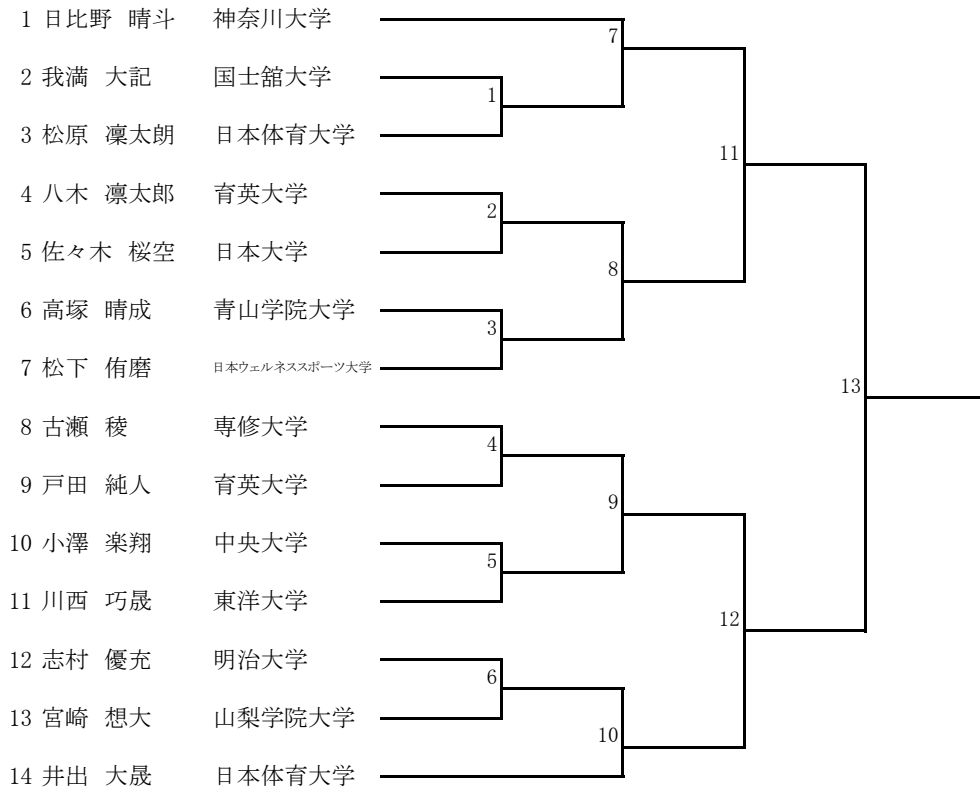 1 日比野 晴斗 神奈川大学
7
2 我満 大記 国士舘大学
1
3 松原 凜太朗 日本体育大学
11
4 八木 凛太郎 育英大学
2
5 佐々木 桜空 日本大学
8
6 高塚 晴成 青山学院大学
3
7 松下 侑磨 日本ウェルネススポーツ大学
13
8 古瀬 稜 専修大学
4
9 戸田 純人 育英大学
9
10 小澤 楽翔 中央大学
5
11 川西 巧晟 東洋大学
12
12 志村 優充 明治大学
6
13 宮崎 想大 山梨学院大学
10
14 井出 大晟 日本体育大学